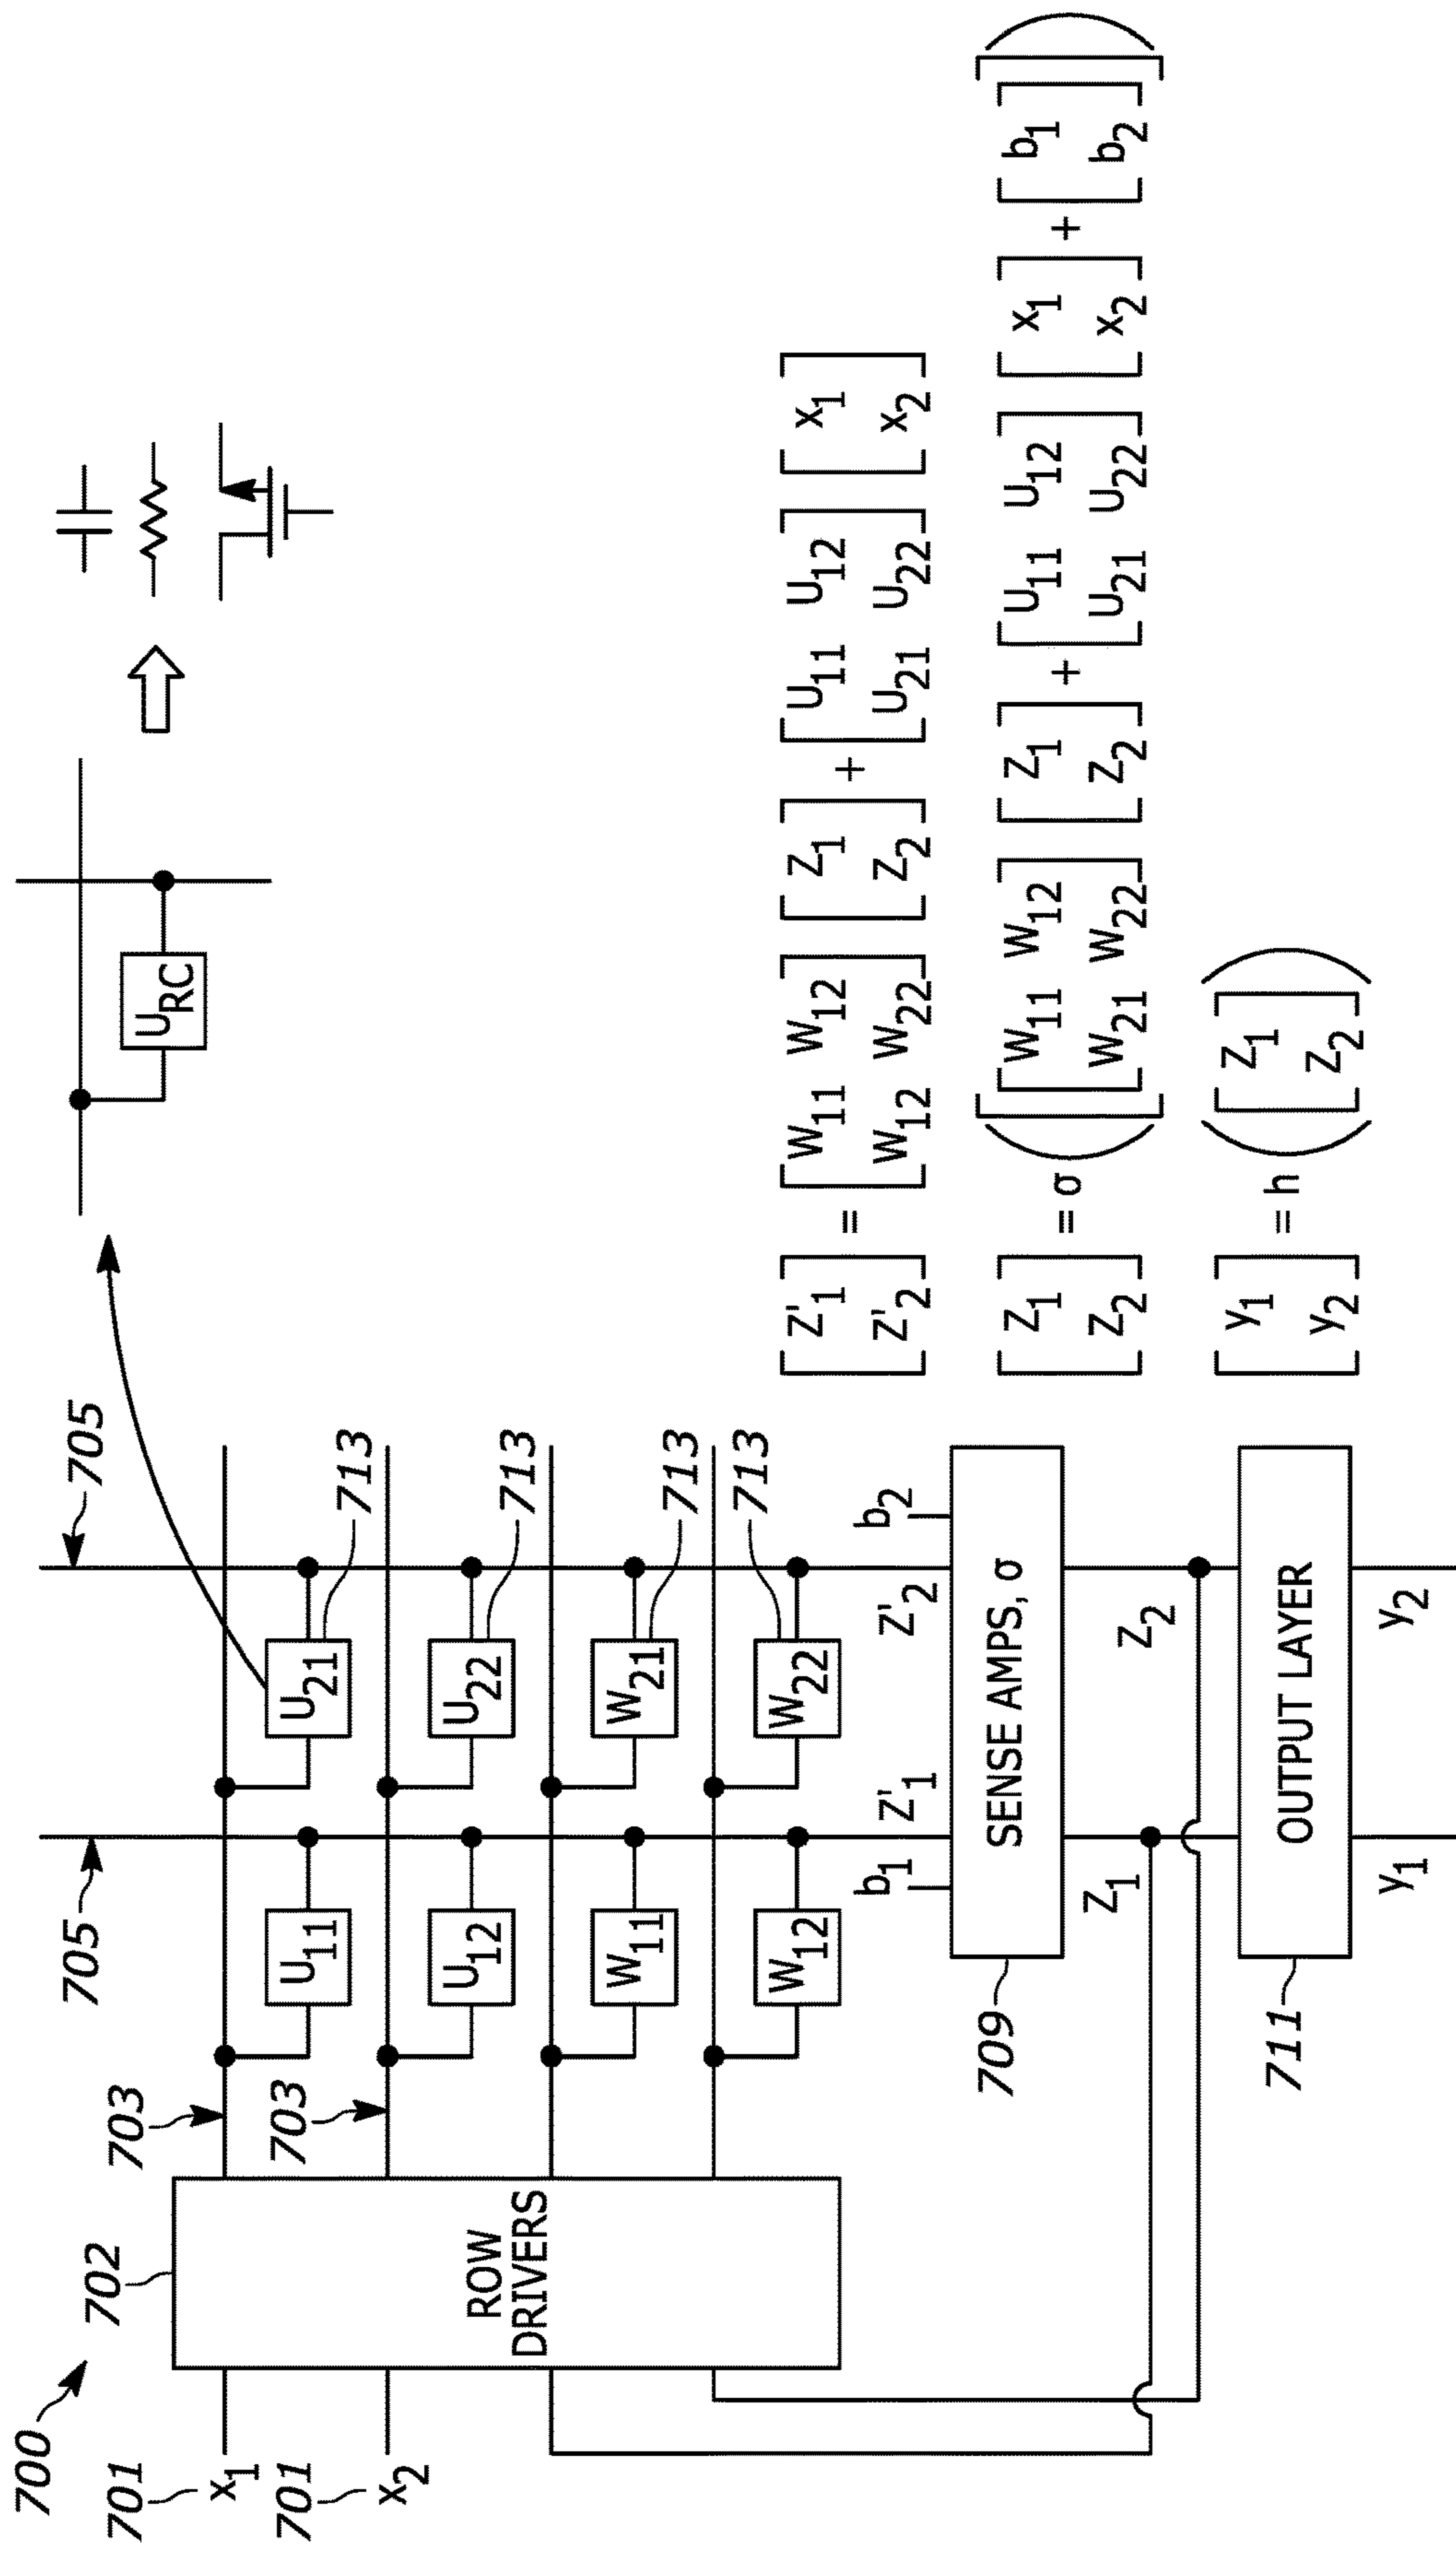 700
701
x1
701
x2
702
ROW
DRIVERS
703
703
705
705
U11
U21
713
U12
U22
713
W11
W21
713
W12
W22
713
b1
Z'1
Z'2
b2
709
SENSE AMPS, σ
Z1
Z2
711
OUTPUT LAYER
y1
y2
URC
[Z'1 Z'2] = [W11 W12 W12 W22] [Z1 Z2] + [U11 U12 U21 U22] [x1 x2]
[Z1 Z2] = σ ([[W11 W12 W21 W22] [Z1 Z2] + [U11 U12 U21 U22] [x1 x2] + [b1 b2]])
[y1 y2] = h ([Z1 Z2])